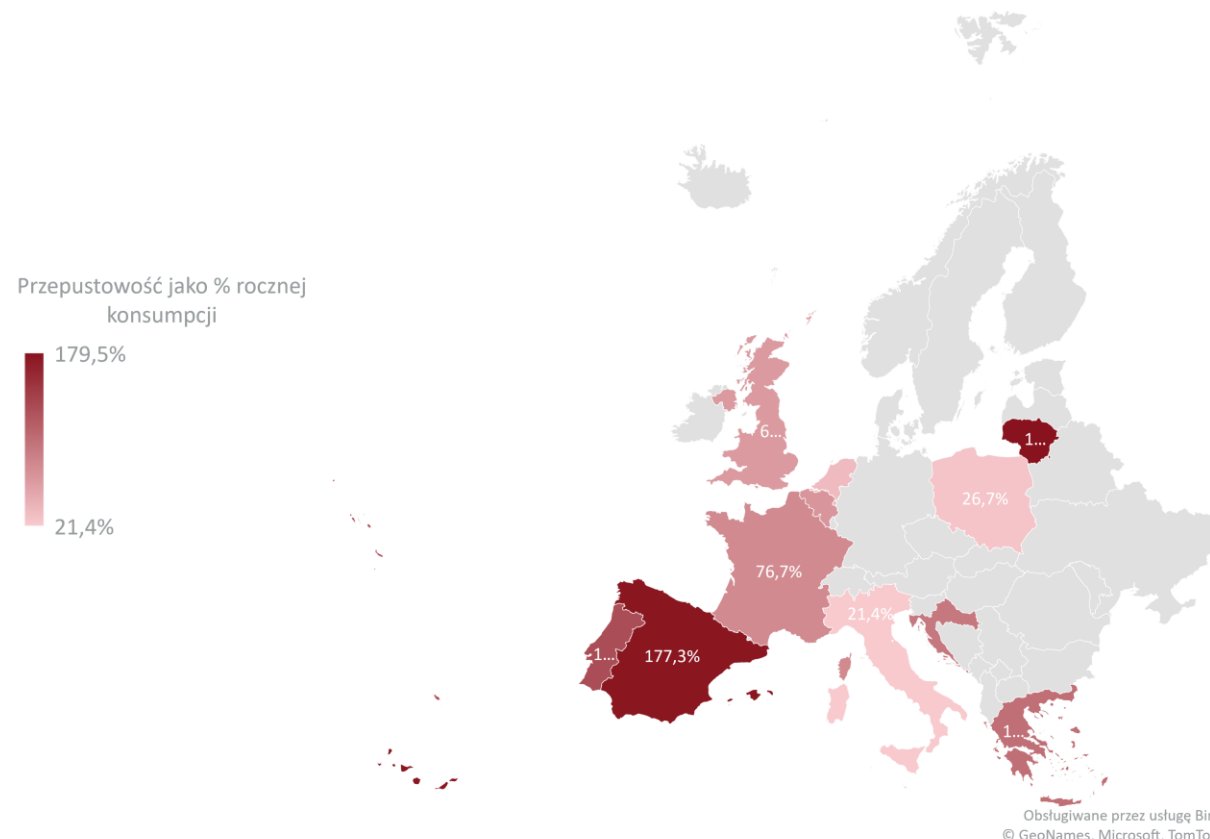 Przepustowość jako % rocznej
konsumpcji
179,5%
21,4%
6...
1...
26,7%
76,7%
21,4%
1...
177,3%
1...
Obsługiwane przez usługę Bin
© GeoNames, Microsoft, TomTo